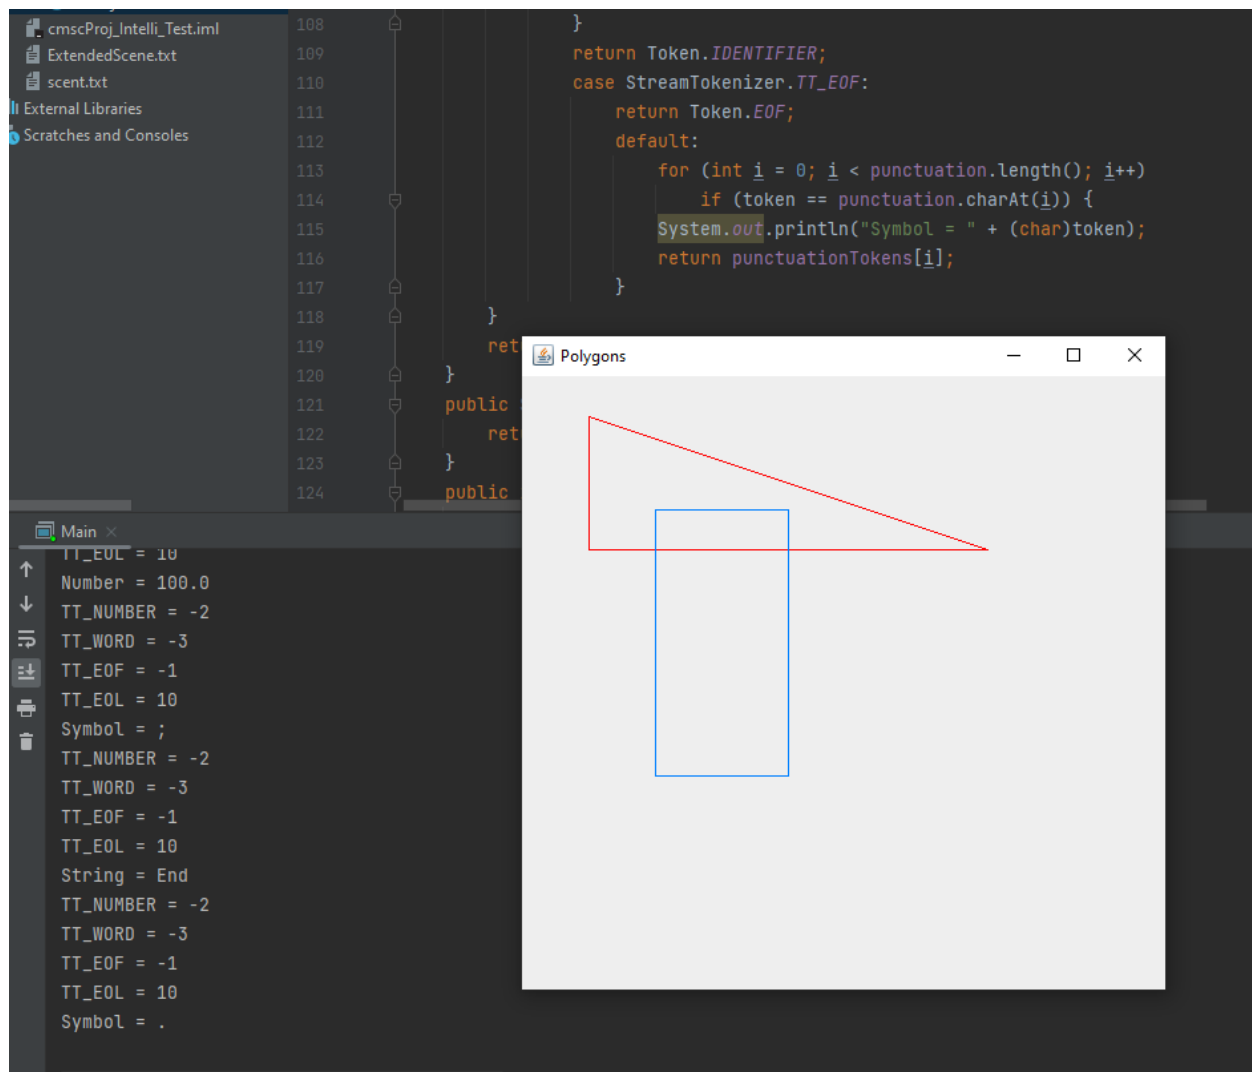 cmscProj_Intelli_Test.iml
ExtendedScene.txt
scent.txt
External Libraries
Scratches and Consoles
108 }
109 return Token.IDENTIFIER;
110 case StreamTokenizer.TT_EOF:
111 return Token.EOF;
112 default:
113 for (int i = 0; i < punctuation.length(); i++)
114 if (token == punctuation.charAt(i)) {
115 System.out.println("Symbol = " + (char)token);
116 return punctuationTokens[i];
117 }
118 }
119 ret
120 }
121 public
122 ret
123 }
124 public
Polygons
Main
TT_EOL = 10
Number = 100.0
TT_NUMBER = -2
TT_WORD = -3
TT_EOF = -1
TT_EOL = 10
Symbol = ;
TT_NUMBER = -2
TT_WORD = -3
TT_EOF = -1
TT_EOL = 10
String = End
TT_NUMBER = -2
TT_WORD = -3
TT_EOF = -1
TT_EOL = 10
Symbol = .